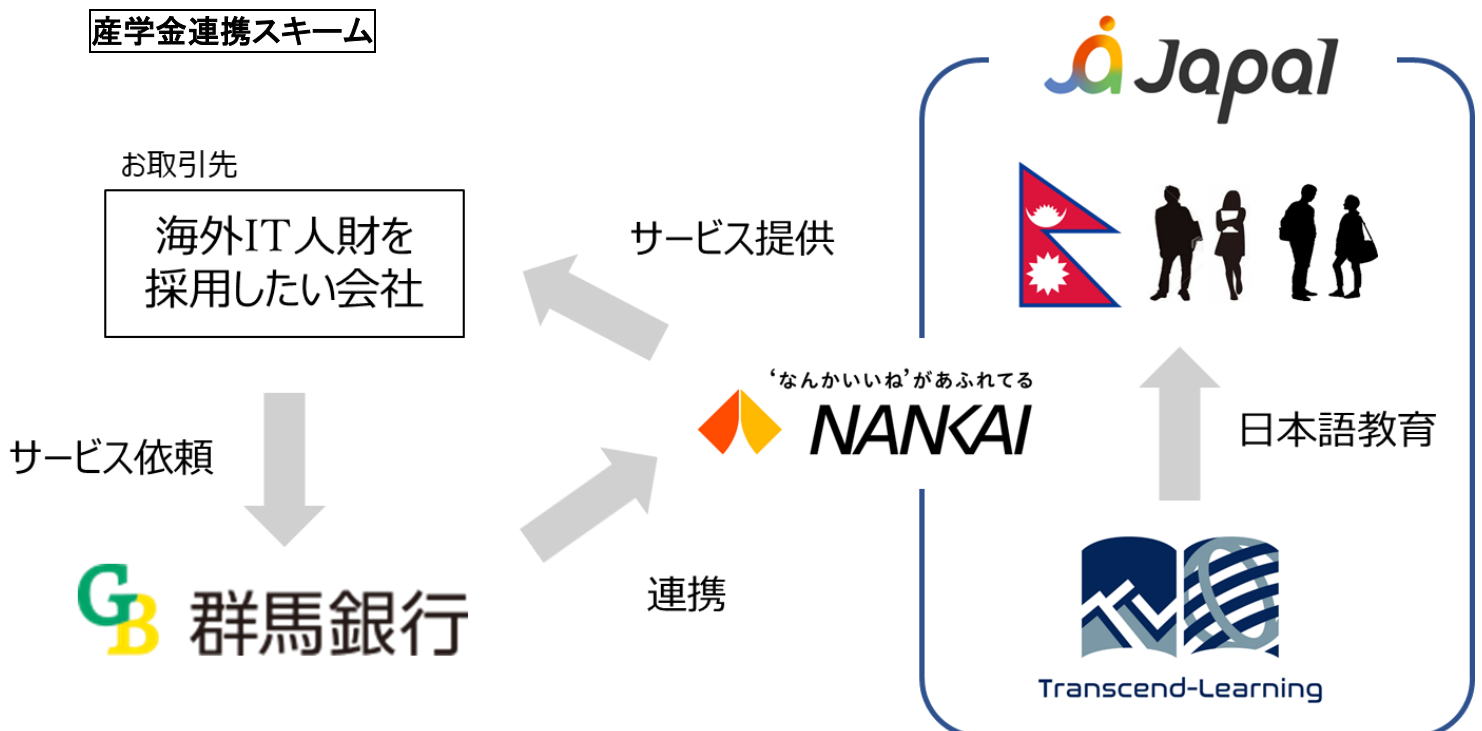 産学金連携スキーム
Japal
お取引先
海外IT人財を
採用したい会社
サービス提供
‘なんかいいね’があふれてる
NANKAI
サービス依頼
日本語教育
GB 群馬銀行
連携
Transcend-Learning